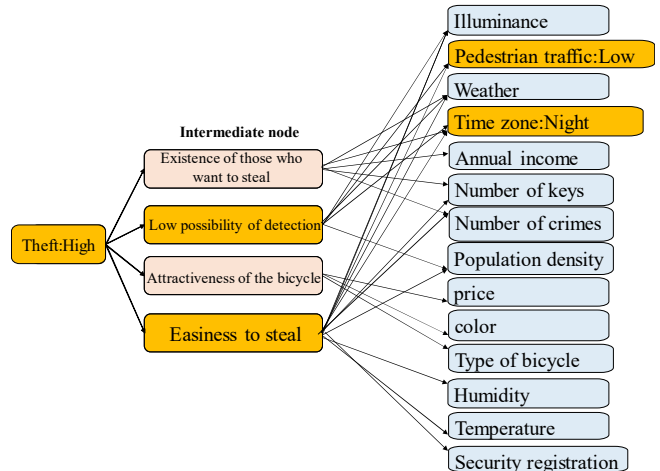 Intermediate node
Theft:High
Existence of those who
want to steal
Low possibility of detection
Attractiveness of the bicycle
Easiness to steal
Illuminance
Pedestrian traffic:Low
Weather
Time zone:Night
Annual income
Number of keys
Number of crimes
Population density
price
color
Type of bicycle
Humidity
Temperature
Security registration